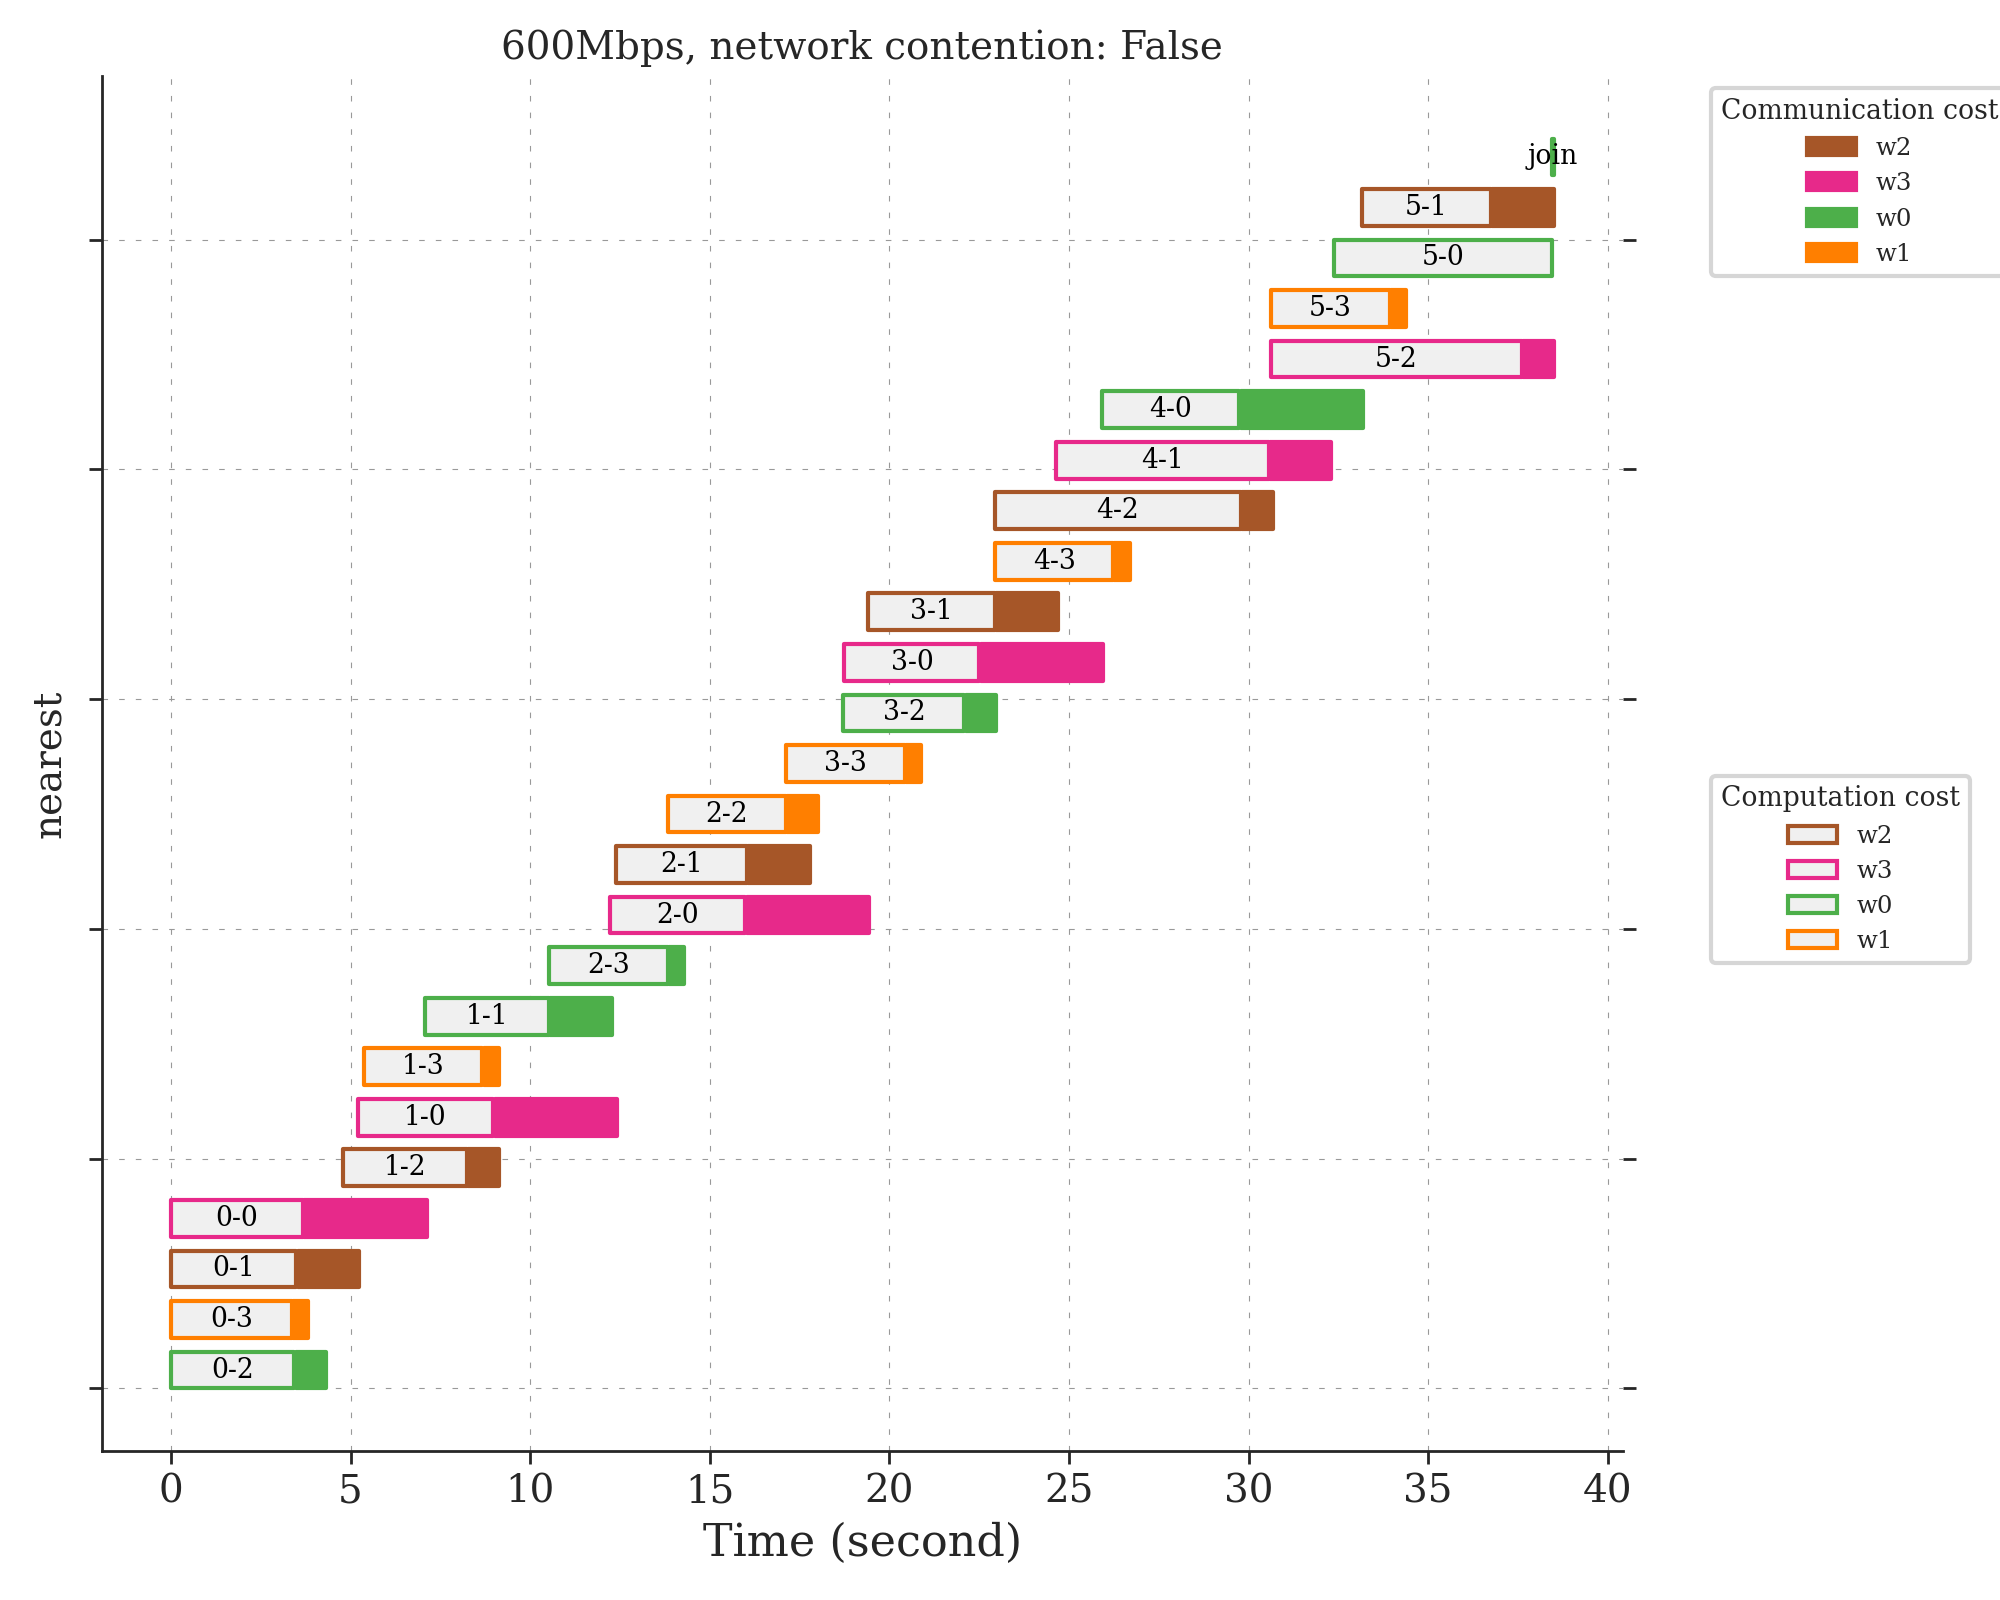 600Mbps, network contention: False
Communication cost
w2
w3
w0
w1
join
5-1
5-0
5-3
5-2
4-0
4-1
4-2
4-3
3-1
3-0
3-2
3-3
2-2
2-1
2-0
2-3
1-1
1-3
1-0
1-2
0-0
0-1
0-3
0-2
nearest
Computation cost
w2
w3
w0
w1
0 5 10 15 20 25 30 35 40
Time (second)